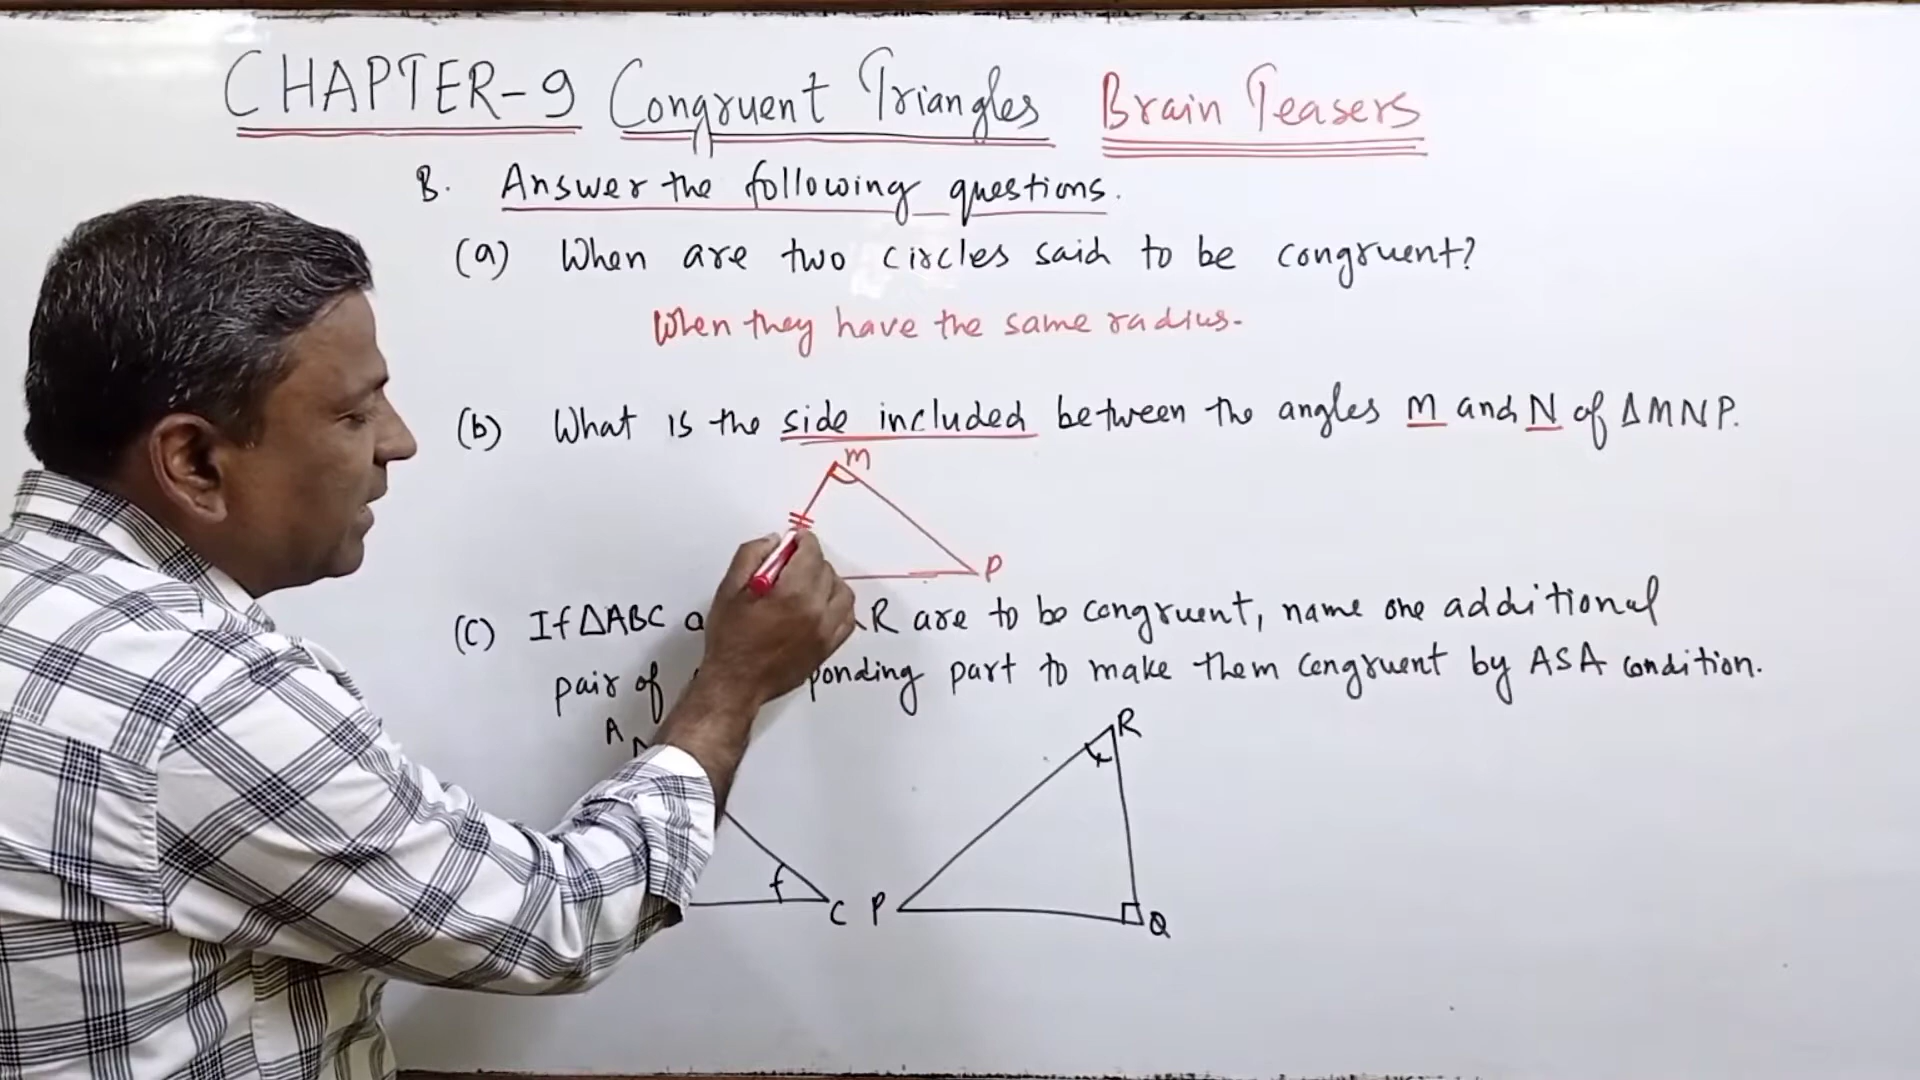 CHAPTER-9 Congruent Triangles Brain Teasers
B. Answer the following questions.
(a) When are two circles said to be congruent?
When they have the same radius.
(b) What is the side included between the angles M and N of ΔMNP.
M
P
(c) If ΔABC a R are to be congruent, name one additional
pair of ponding part to make them congruent by ASA condition.
A
R
C P
Q